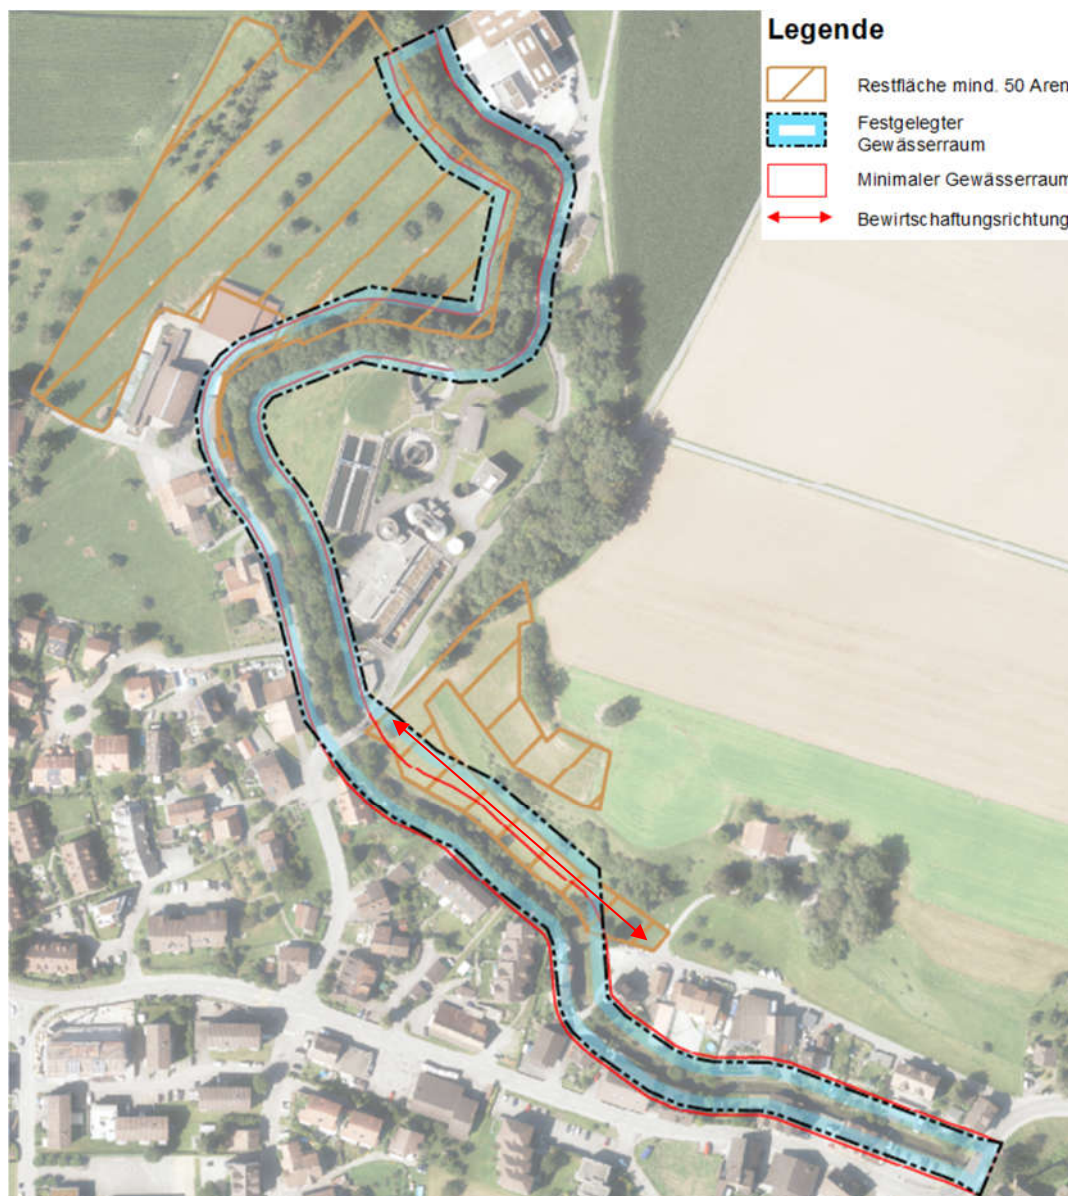 Legende
Restfläche mind. 50 Aren
Festgelegter
Gewässerraum
Minimaler Gewässerraum
Bewirtschaftungsrichtung